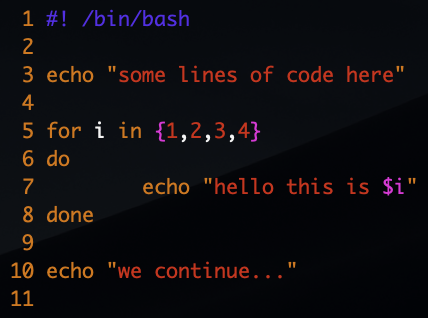 1 #! /bin/bash
2
3 echo "some lines of code here"
4
5 for i in {1,2,3,4}
6 do
7         echo "hello this is $i"
8 done
9
10 echo "we continue..."
11